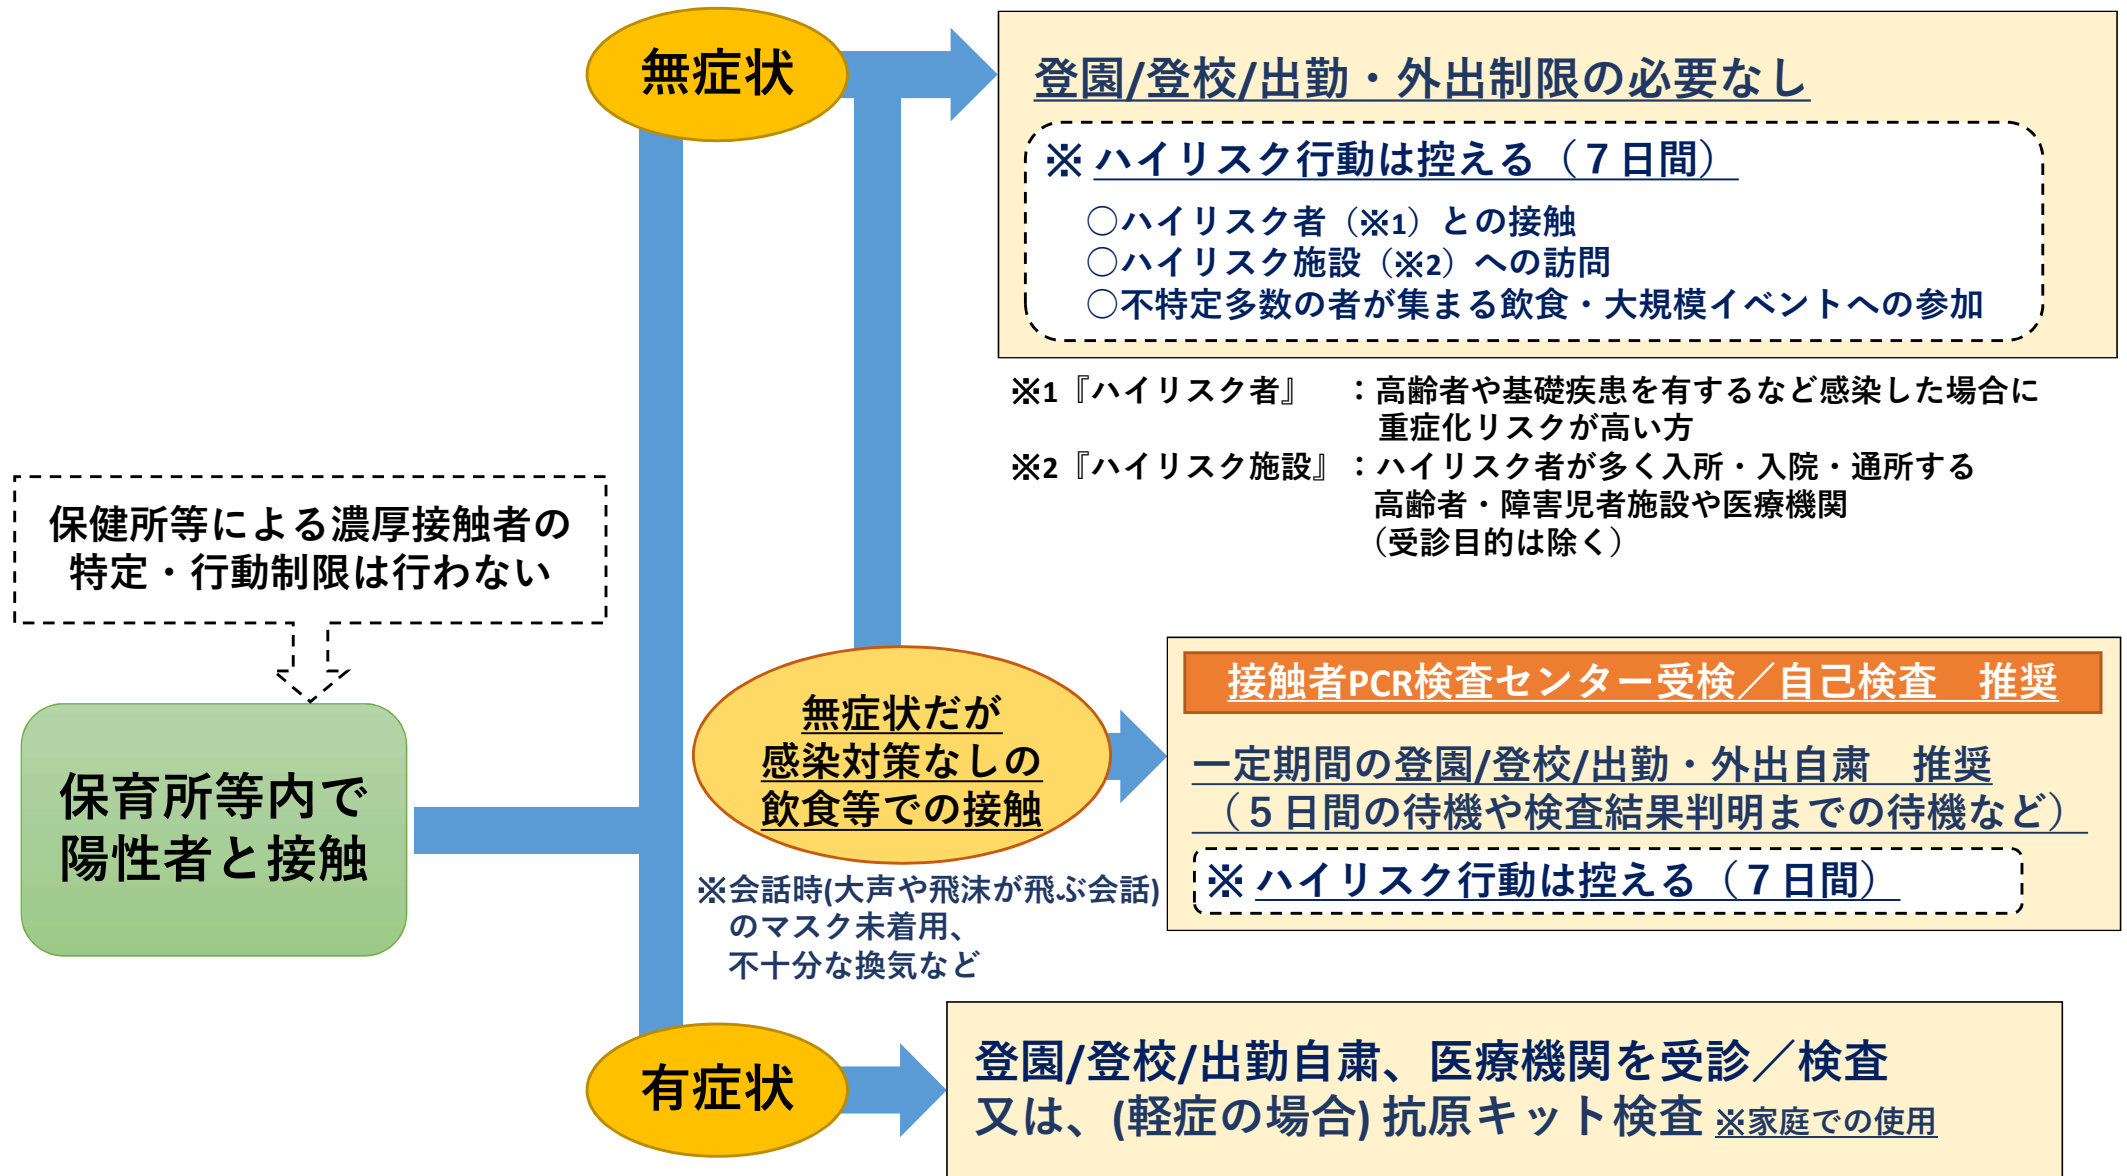 無症状
登園/登校/出勤・外出制限の必要なし
※ ハイリスク行動は控える（７日間）
○ハイリスク者（※1）との接触
○ハイリスク施設（※2）への訪問
○不特定多数の者が集まる飲食・大規模イベントへの参加
※1『ハイリスク者』　：高齢者や基礎疾患を有するなど感染した場合に
重症化リスクが高い方
※2『ハイリスク施設』：ハイリスク者が多く入所・入院・通所する
高齢者・障害児者施設や医療機関
（受診目的は除く）
保健所等による濃厚接触者の
特定・行動制限は行わない
保育所等内で
陽性者と接触
無症状だが
感染対策なしの
飲食等での接触
※会話時(大声や飛沫が飛ぶ会話)
のマスク未着用、
不十分な換気など
接触者PCR検査センター受検／自己検査　推奨
一定期間の登園/登校/出勤・外出自粛　推奨
（５日間の待機や検査結果判明までの待機など）
※ ハイリスク行動は控える（７日間）
有症状
登園/登校/出勤自粛、医療機関を受診／検査
又は、(軽症の場合) 抗原キット検査 ※家庭での使用